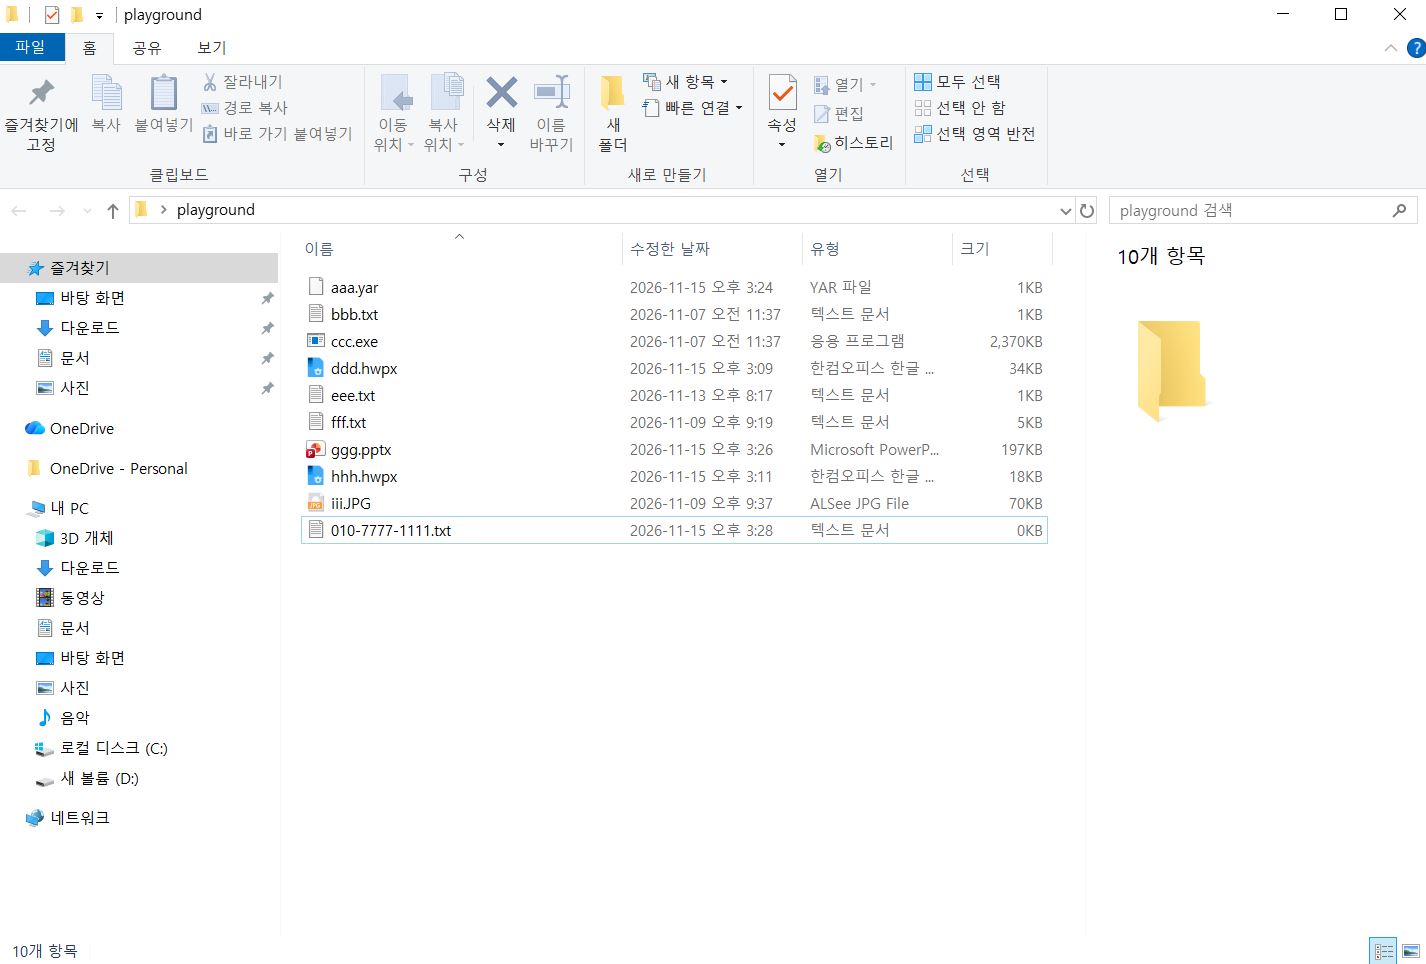 playground
파일 홈 공유 보기
즐겨찾기에 고정
복사
붙여넣기
잘라내기
경로 복사
바로 가기 붙여넣기
클립보드
이동 위치
복사 위치
삭제
이름 바꾸기
구성
새 폴더
새 항목
빠른 연결
새로 만들기
속성
열기
편집
히스토리
열기
모두 선택
선택 안 함
선택 영역 반전
선택
playground
playground 검색
즐겨찾기
바탕 화면
다운로드
문서
사진
OneDrive
OneDrive - Personal
내 PC
3D 개체
다운로드
동영상
문서
바탕 화면
사진
음악
로컬 디스크 (C:)
새 볼륨 (D:)
네트워크
이름 수정한 날짜 유형 크기
aaa.yar 2026-11-15 오후 3:24 YAR 파일 1KB
bbb.txt 2026-11-07 오전 11:37 텍스트 문서 1KB
ccc.exe 2026-11-07 오전 11:37 응용 프로그램 2,370KB
ddd.hwpx 2026-11-15 오후 3:09 한컴오피스 한글 ... 34KB
eee.txt 2026-11-13 오후 8:17 텍스트 문서 1KB
fff.txt 2026-11-09 오후 9:19 텍스트 문서 5KB
ggg.pptx 2026-11-15 오후 3:26 Microsoft PowerP... 197KB
hhh.hwpx 2026-11-15 오후 3:11 한컴오피스 한글 ... 18KB
iii.JPG 2026-11-09 오후 9:37 ALSee JPG File 70KB
010-7777-1111.txt 2026-11-15 오후 3:28 텍스트 문서 0KB
10개 항목
10개 항목